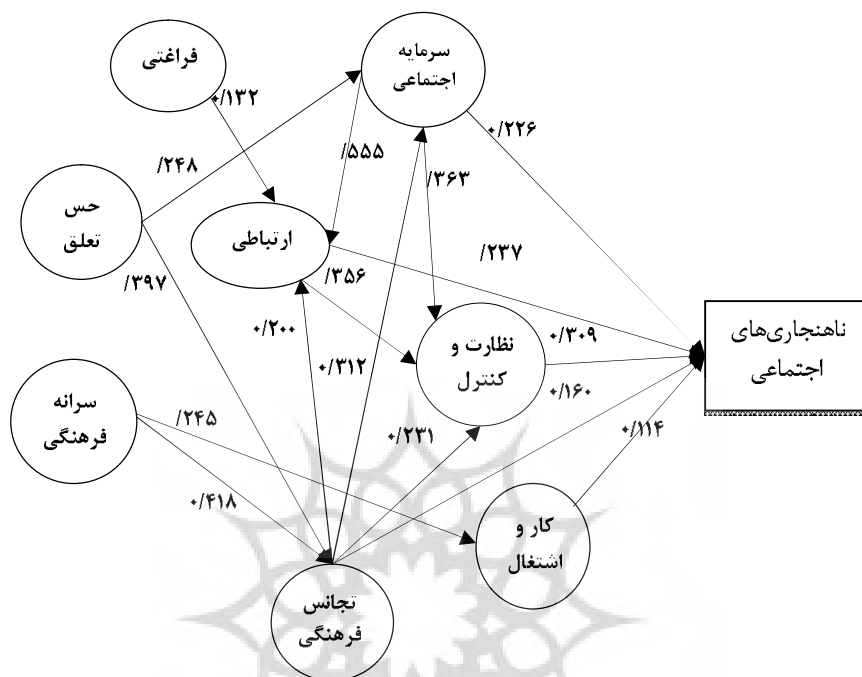 فراغتی
سرمایه
اجتماعی
۰/۱۳۲
۰/۲۲۶
/۵۵۵
/۲۴۸
/۳۶۳
حس
تعلق
ارتباطی
/۲۳۷
/۳۵۶
/۳۹۷
۰/۲۰۰
۰/۳۱۲
نظارت و
کنترل
۰/۳۰۹
ناهنجاری‌های
اجتماعی
۰/۱۶۰
سرانه
فرهنگی
/۲۴۵
۰/۲۳۱
۰/۱۱۴
۰/۴۱۸
کار و
اشتغال
تجانس
فرهنگی